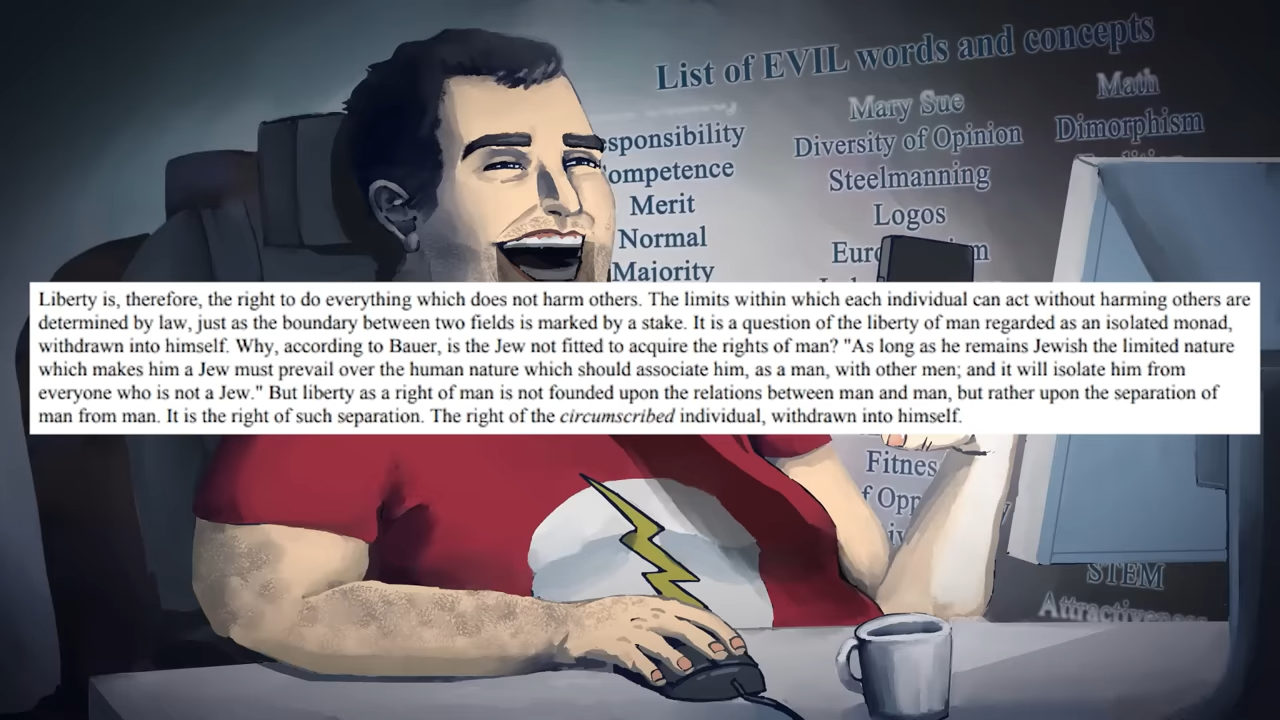 List of EVIL words and concepts
Competence
Merit
Normal
Majority
Mary Sue
Diversity of Opinion
Steelmanning
Logos
Math
Dimorphism
Liberty is, therefore, the right to do everything which does not harm others. The limits within which each individual can act without harming others are
determined by law, just as the boundary between two fields is marked by a stake. It is a question of the liberty of man regarded as an isolated monad,
withdrawn into himself. Why, according to Bauer, is the Jew not fitted to acquire the rights of man? "As long as he remains Jewish the limited nature
which makes him a Jew must prevail over the human nature which should associate him, as a man, with other men; and it will isolate him from
everyone who is not a Jew." But liberty as a right of man is not founded upon the relations between man and man, but rather upon the separation of
man from man. It is the right of such separation. The right of the circumscribed individual, withdrawn into himself.
STEM